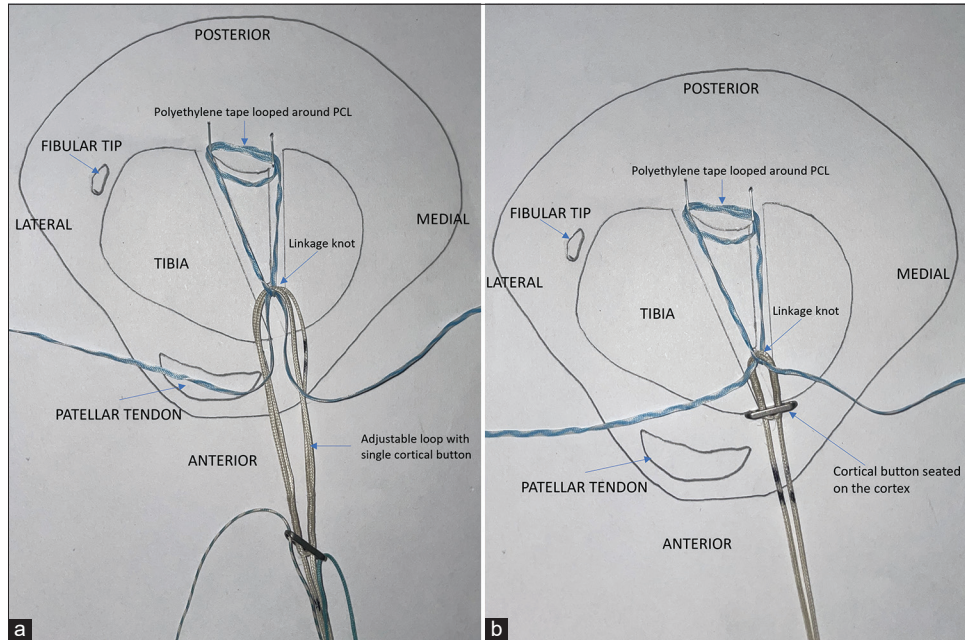 POSTERIOR
Polyethylene tape looped around PCL
FIBULAR TIP
LATERAL
MEDIAL
Linkage knot
TIBIA
PATELLAR TENDON
Adjustable loop with
single cortical button
ANTERIOR
a
POSTERIOR
Polyethylene tape looped around PCL
FIBULAR TIP
LATERAL
MEDIAL
TIBIA
Linkage knot
Cortical button seated
on the cortex
PATELLAR TENDON
ANTERIOR
b